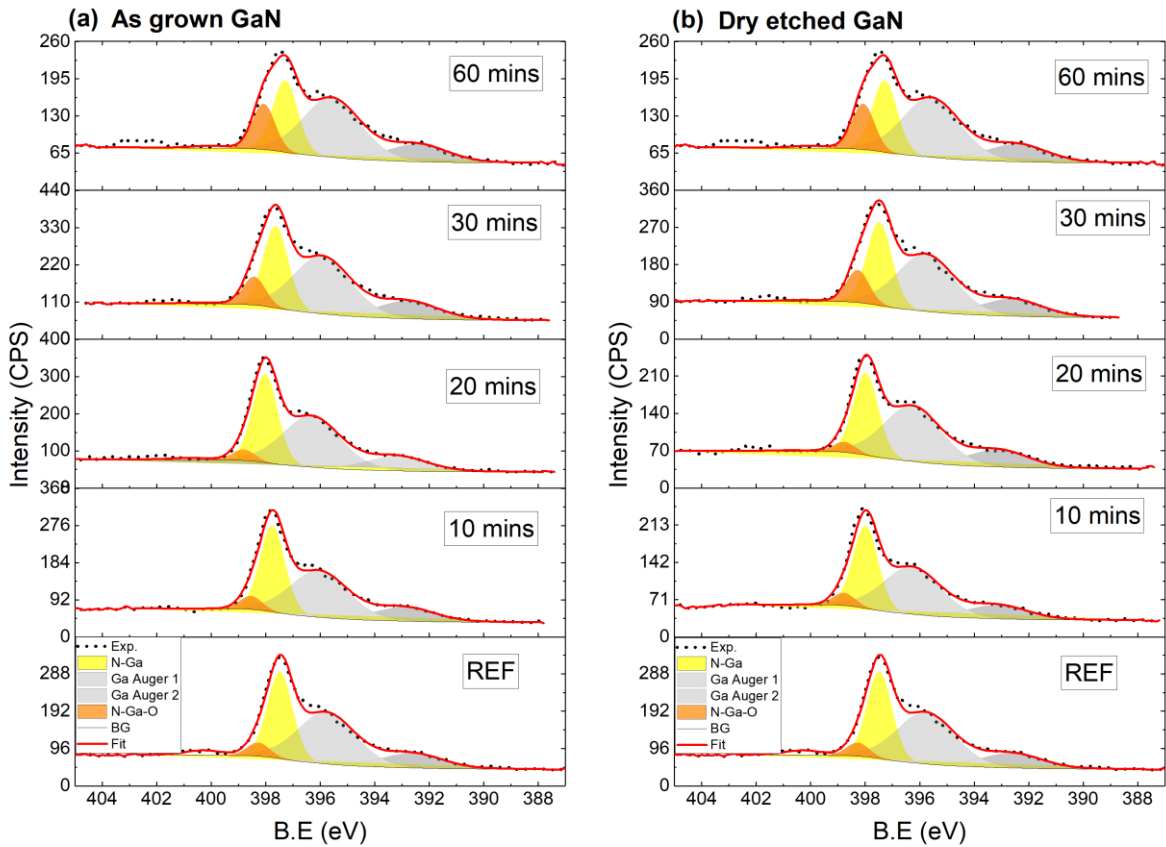 (a) As grown GaN
260
195
130
65
60 mins
440
330
220
110
30 mins
400
300
200
100
0
20 mins
368
276
184
92
0
10 mins
288
192
96
0
REF
Exp.
N-Ga
Ga Auger 1
Ga Auger 2
N-Ga-O
BG
Fit
404 402 400 398 396 394 392 390 388
B.E (eV)
Intensity (CPS)
(b) Dry etched GaN
260
195
130
65
60 mins
360
270
180
90
0
30 mins
210
140
70
0
20 mins
213
142
71
0
10 mins
288
192
96
0
REF
Exp.
N-Ga
Ga Auger 1
Ga Auger 2
N-Ga-O
BG
Fit
404 402 400 398 396 394 392 390 388
B.E (eV)
Intensity (CPS)